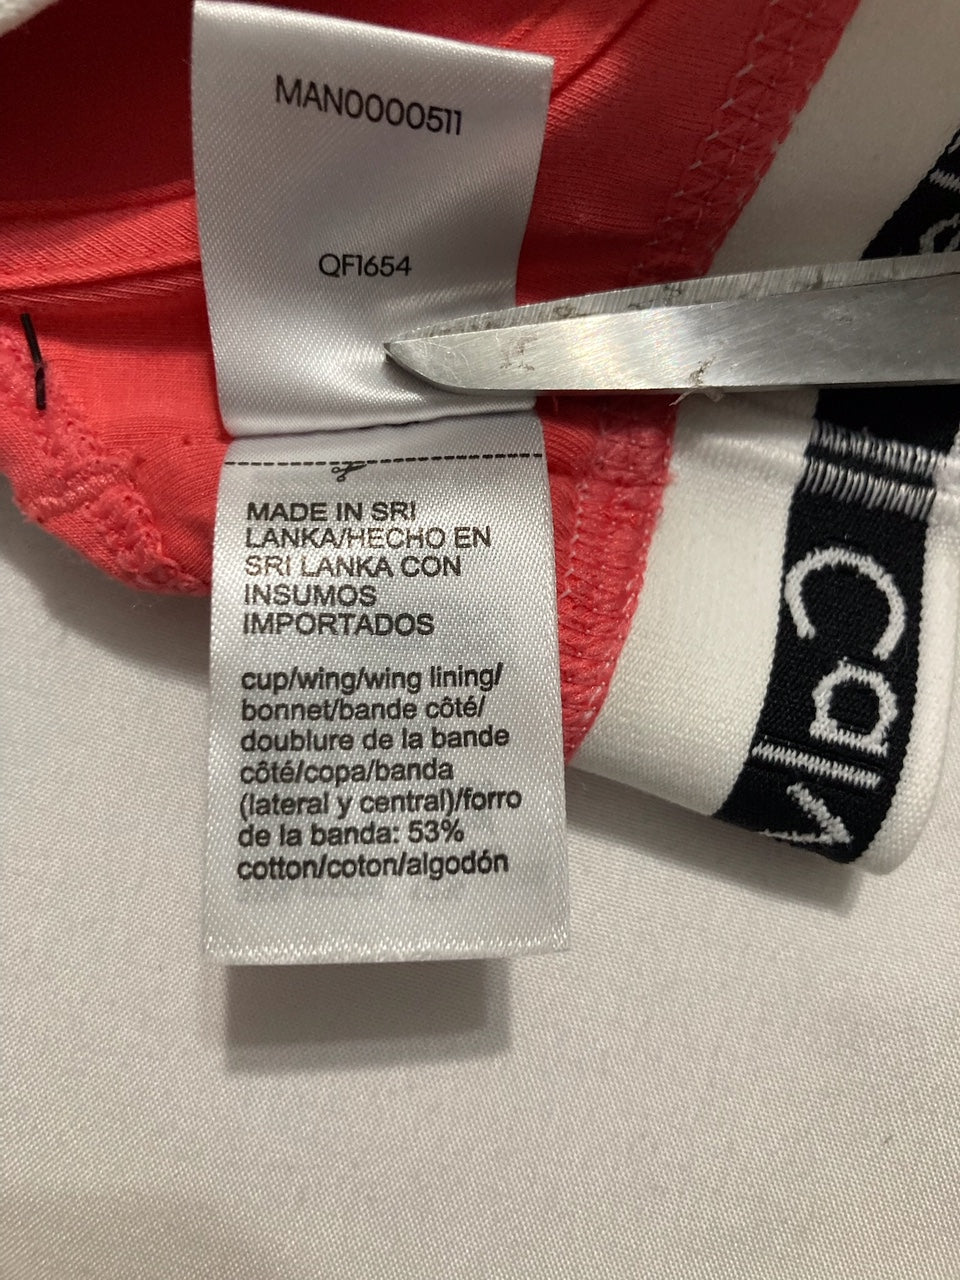 MAN0000511
QF1654
MADE IN SRI
LANKA/HECHO EN
SRI LANKA CON
INSUMOS
IMPORTADOS
cup/wing/wing lining/
bonnet/bande côté/
doublure de la bande
côté/copa/banda
(lateral y central)/forro
de la banda: 53%
cotton/coton/algodón
Calv